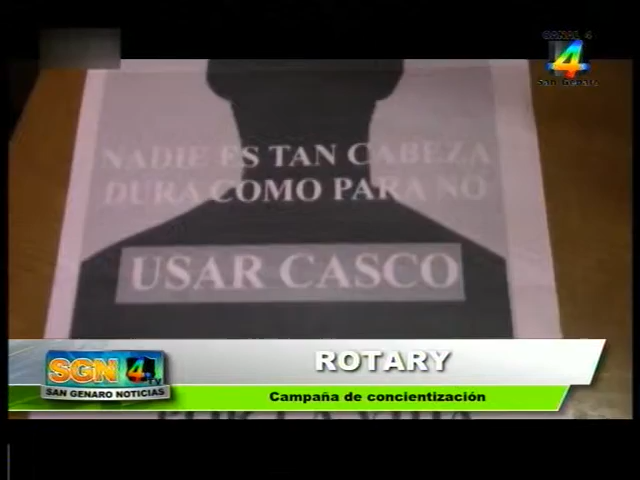 CANAL 4
4
San Genaro
NADIE ES TAN CABEZA
DURA COMO PARA NO
USAR CASCO
SGN 4 TV
SAN GENARO NOTICIAS
ROTARY
Campaña de concientización